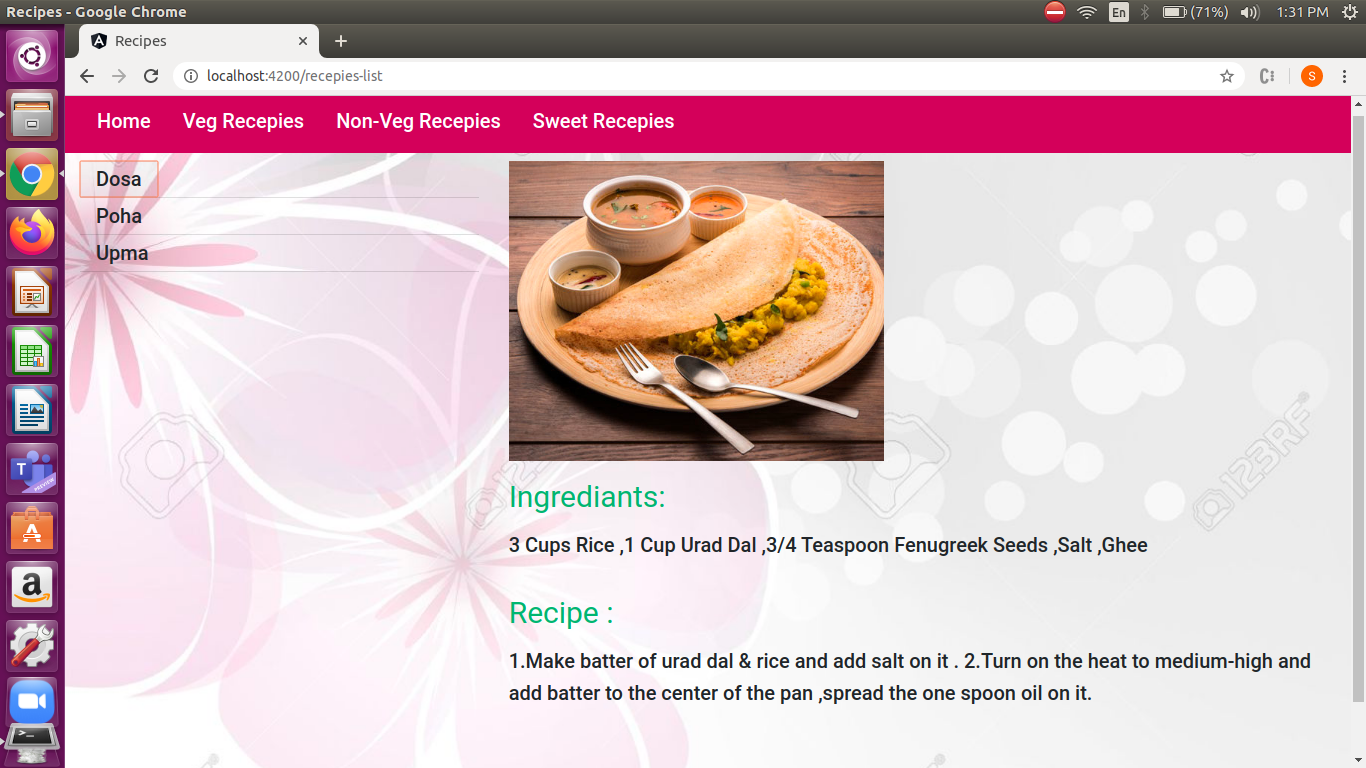 Recipes - Google Chrome
En
(71%)
1:31 PM
Recipes
localhost:4200/recepies-list
S
Home
Veg Recepies
Non-Veg Recepies
Sweet Recepies
Dosa
Poha
Upma
Ingrediants:
3 Cups Rice ,1 Cup Urad Dal ,3/4 Teaspoon Fenugreek Seeds ,Salt ,Ghee
Recipe :
1.Make batter of urad dal & rice and add salt on it . 2.Turn on the heat to medium-high and
add batter to the center of the pan ,spread the one spoon oil on it.
123RF
123RF
T
PREVIEW
A
a
>_